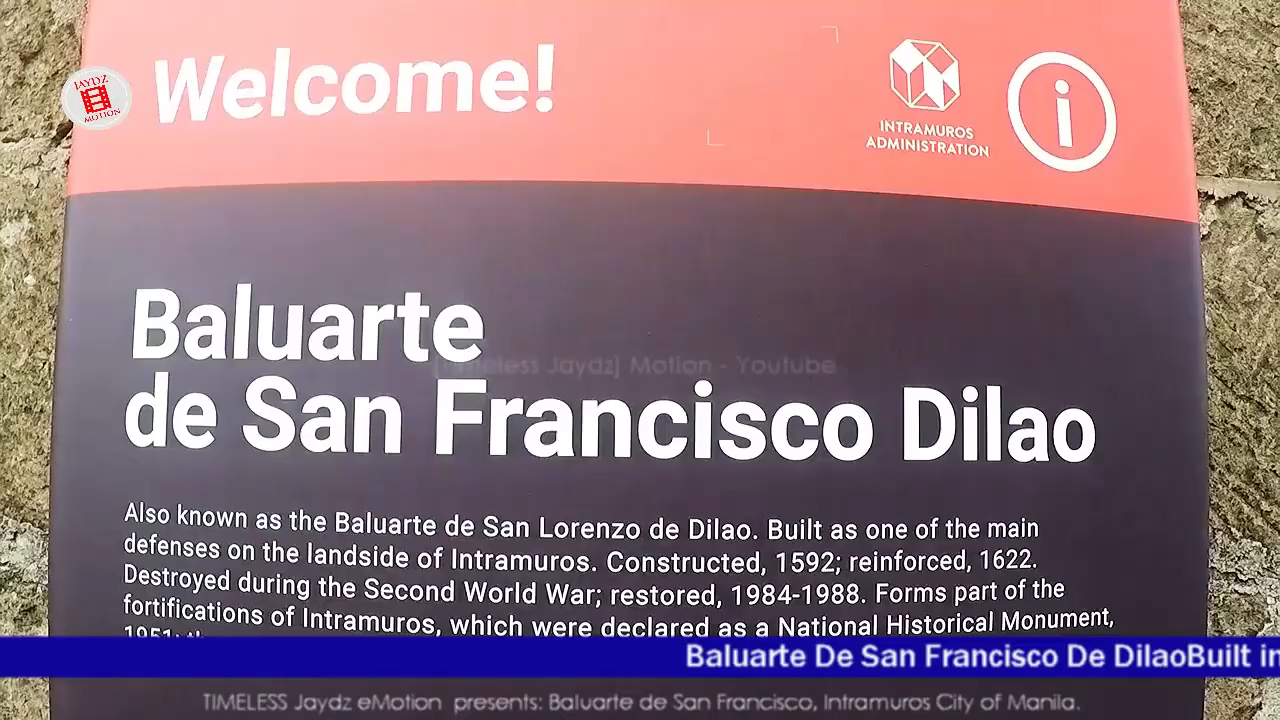 Welcome!
JAYDZ
MOTION
INTRAMUROS
ADMINISTRATION
i
Baluarte
de San Francisco Dilao
[Timeless Jaydz] Motion - Youtube
Also known as the Baluarte de San Lorenzo de Dilao. Built as one of the main
defenses on the landside of Intramuros. Constructed, 1592; reinforced, 1622.
Destroyed during the Second World War; restored, 1984-1988. Forms part of the
fortifications of Intramuros, which were declared as a National Historical Monument,
1951;
Baluarte De San Francisco De DilaoBuilt in
TIMELESS Jaydz eMotion presents: Baluarte de San Francisco, Intramuros City of Manila.